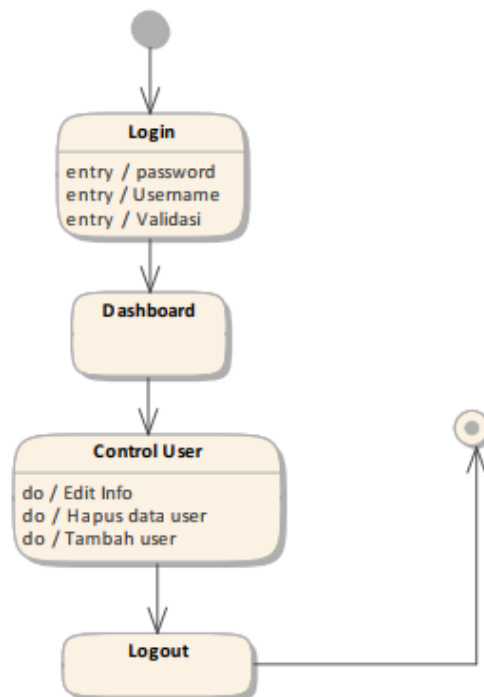 Login
entry / password
entry / Username
entry / Validasi
Dashboard
Control User
do / Edit Info
do / Hapus data user
do / Tambah user
Logout